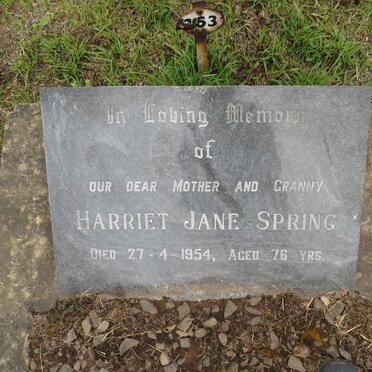 In Loving Memory
of
OUR DEAR MOTHER AND GRANNY
HARRIET JANE SPRING
DIED 27-4-1954, AGED 76 YRS.